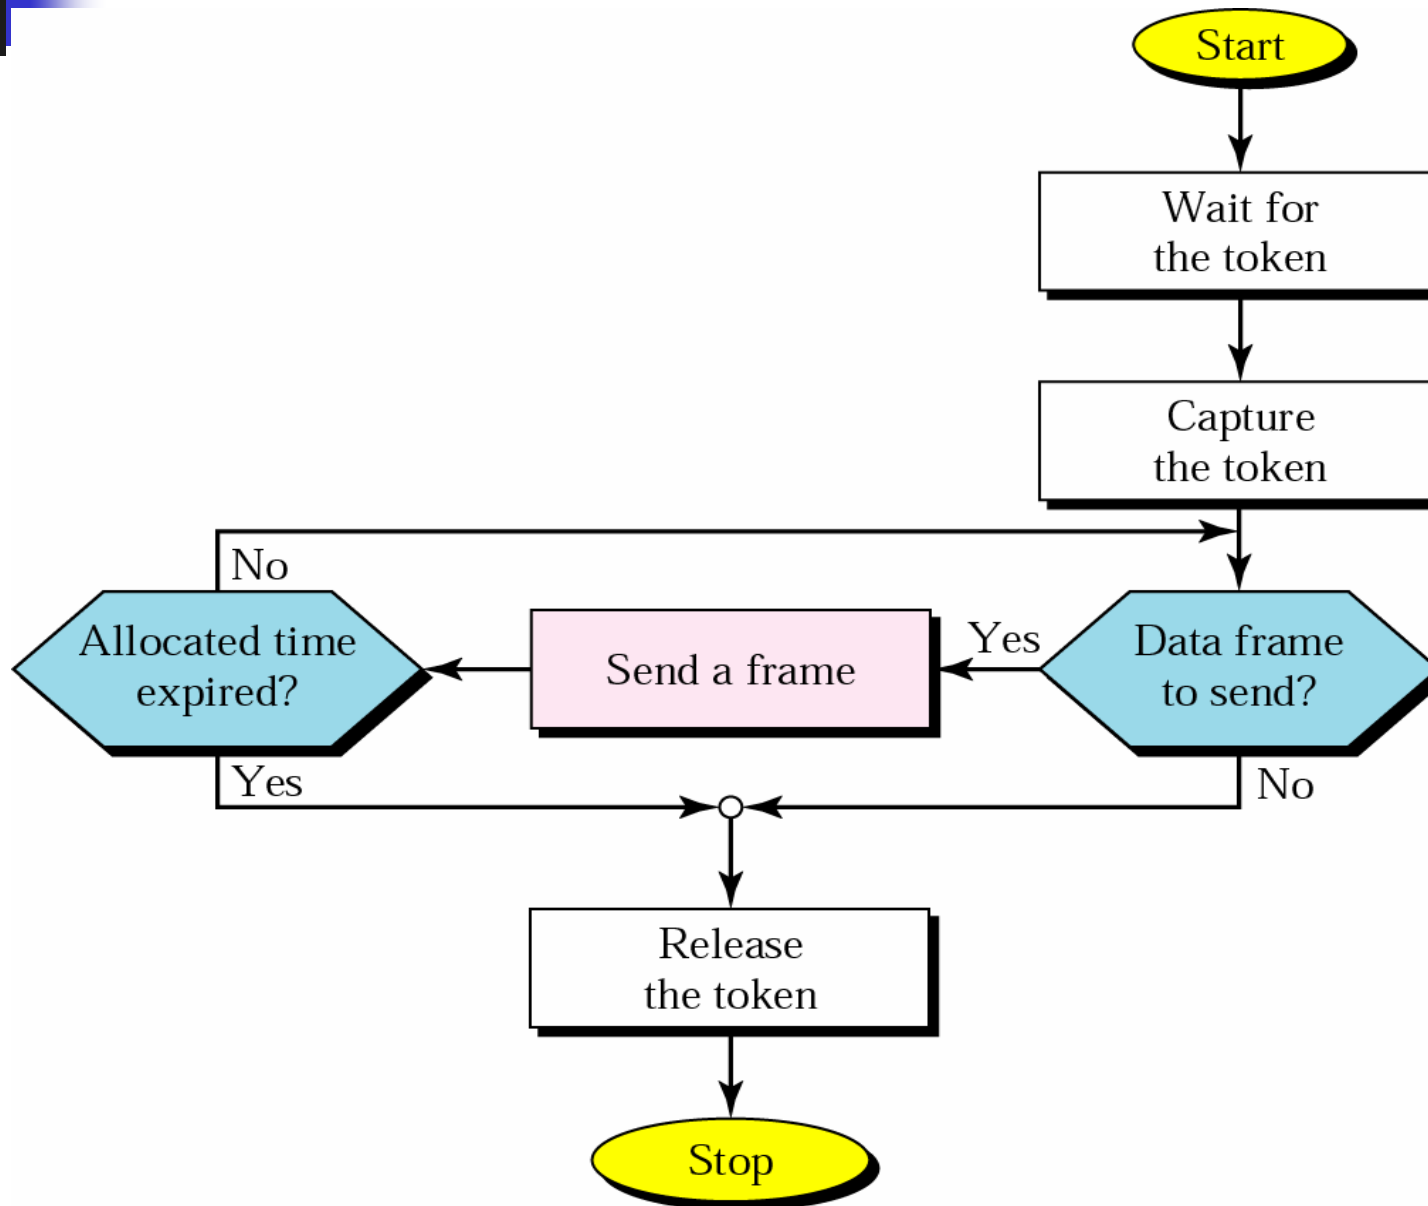 Start
Wait for
the token
Capture
the token
No
Allocated time
expired?
Send a frame
Yes
Data frame
to send?
Yes
No
Release
the token
Stop